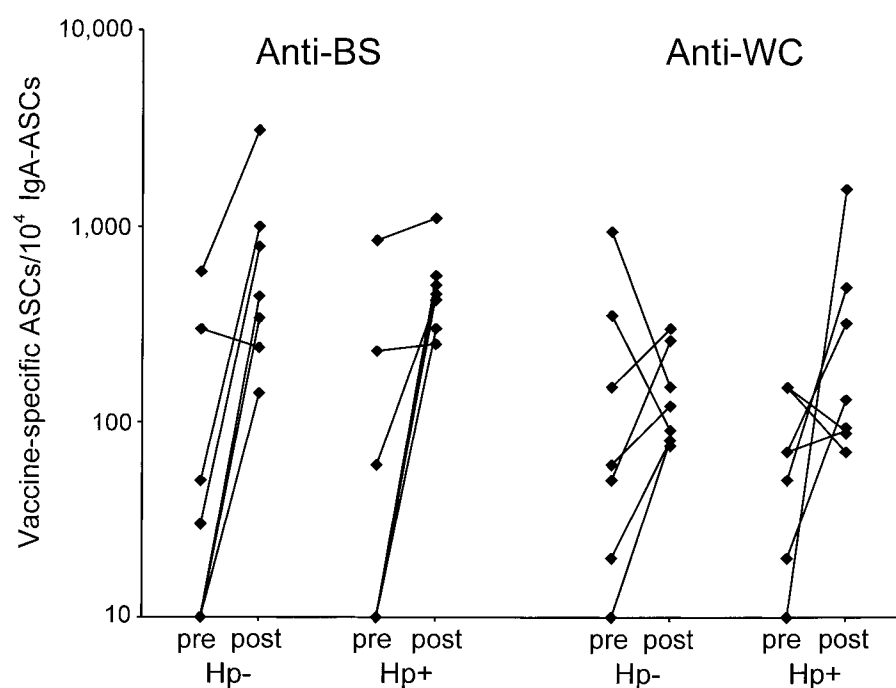 Vaccine-specific ASCs/10⁴ IgA-ASCs
10,000
1,000
100
10
Anti-BS
Anti-WC
pre post pre post pre post pre post
Hp- Hp+ Hp- Hp+